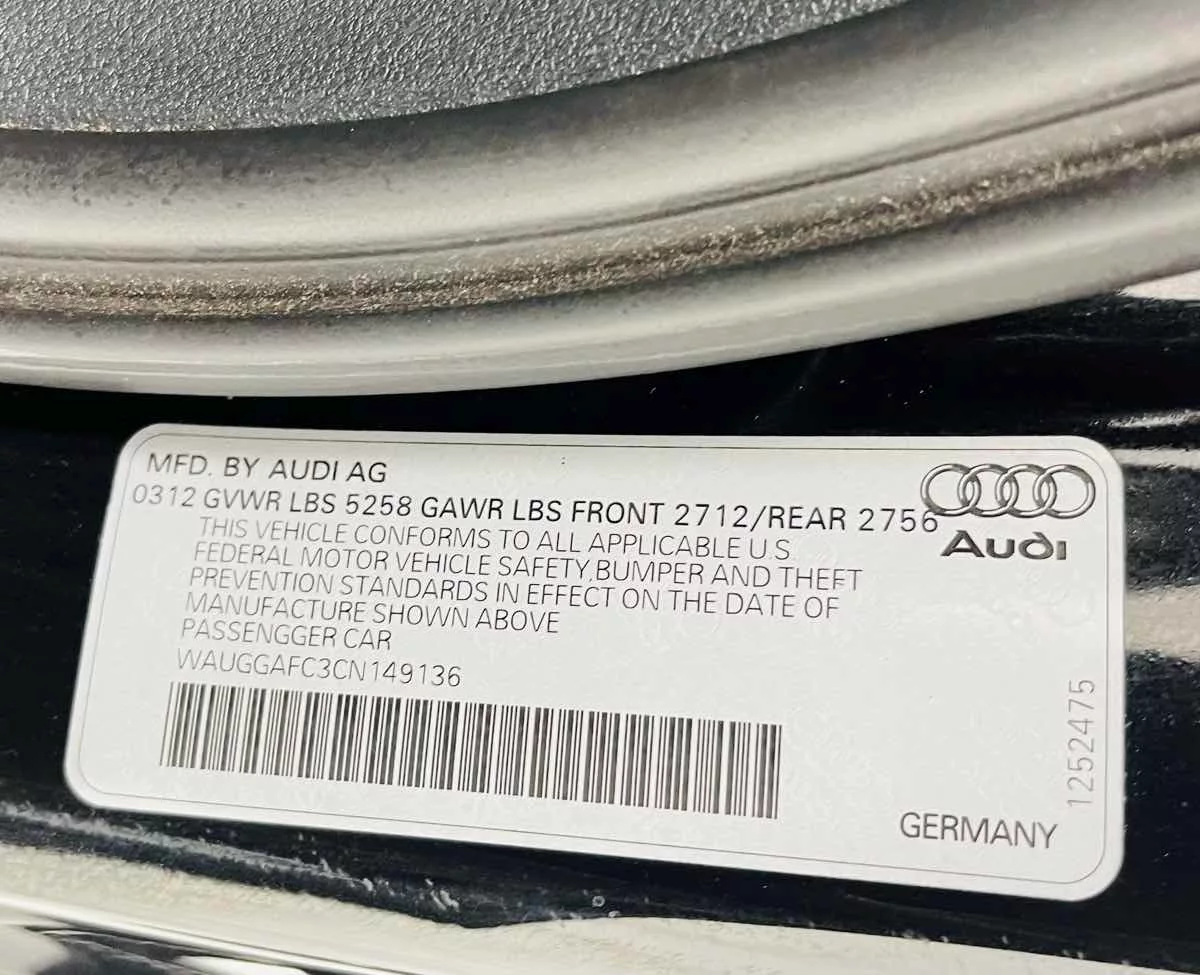 MFD. BY AUDI AG
0312 GVWR LBS 5258 GAWR LBS FRONT 2712/REAR 2756
THIS VEHICLE CONFORMS TO ALL APPLICABLE U.S.
FEDERAL MOTOR VEHICLE SAFETY,BUMPER AND THEFT
PREVENTION STANDARDS IN EFFECT ON THE DATE OF
MANUFACTURE SHOWN ABOVE
PASSENGGER CAR
WAUGGAFC3CN149136
Audi
1252475
GERMANY